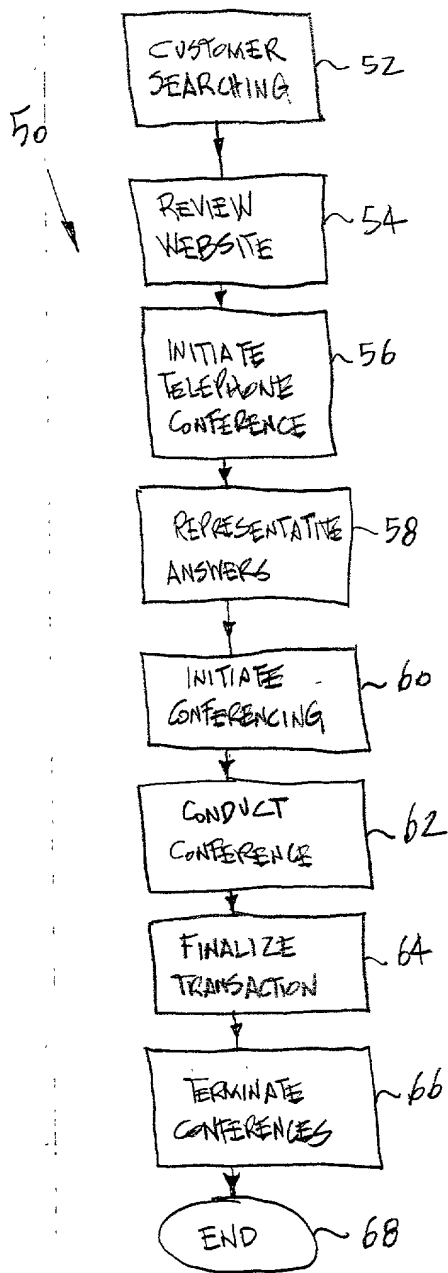 50
CUSTOMER
SEARCHING
52
REVIEW
WEBSITE
54
INITIATE
TELEPHONE
CONFERENCE
56
REPRESENTATIVE
ANSWERS
58
INITIATE
CONFERENCING
60
CONDUCT
CONFERENCE
62
FINALIZE
TRANSACTION
64
TERMINATE
CONFERENCES
66
END
68